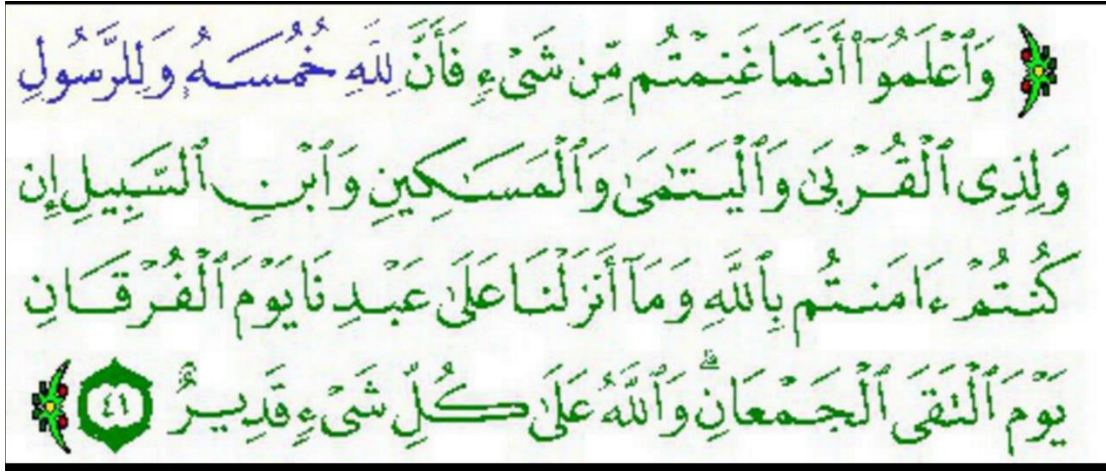 وَٱعْلَمُوٓا۟ أَنَّمَا غَنِمْتُم مِّن شَىْءٍ فَأَنَّ لِلَّهِ خُمُسَهُۥ وَلِلرَّسُولِ
وَلِذِى ٱلْقُرْبَىٰ وَٱلْيَتَـٰمَىٰ وَٱلْمَسَـٰكِينِ وَٱبْنِ ٱلسَّبِيلِ إِن
كُنتُمْ ءَامَنتُم بِٱللَّهِ وَمَآ أَنزَلْنَا عَلَىٰ عَبْدِنَا يَوْمَ ٱلْفُرْقَانِ
يَوْمَ ٱلْتَقَى ٱلْجَمْعَانِ ۗ وَٱللَّهُ عَلَىٰ كُلِّ شَىْءٍ قَدِيرٌ ٤١